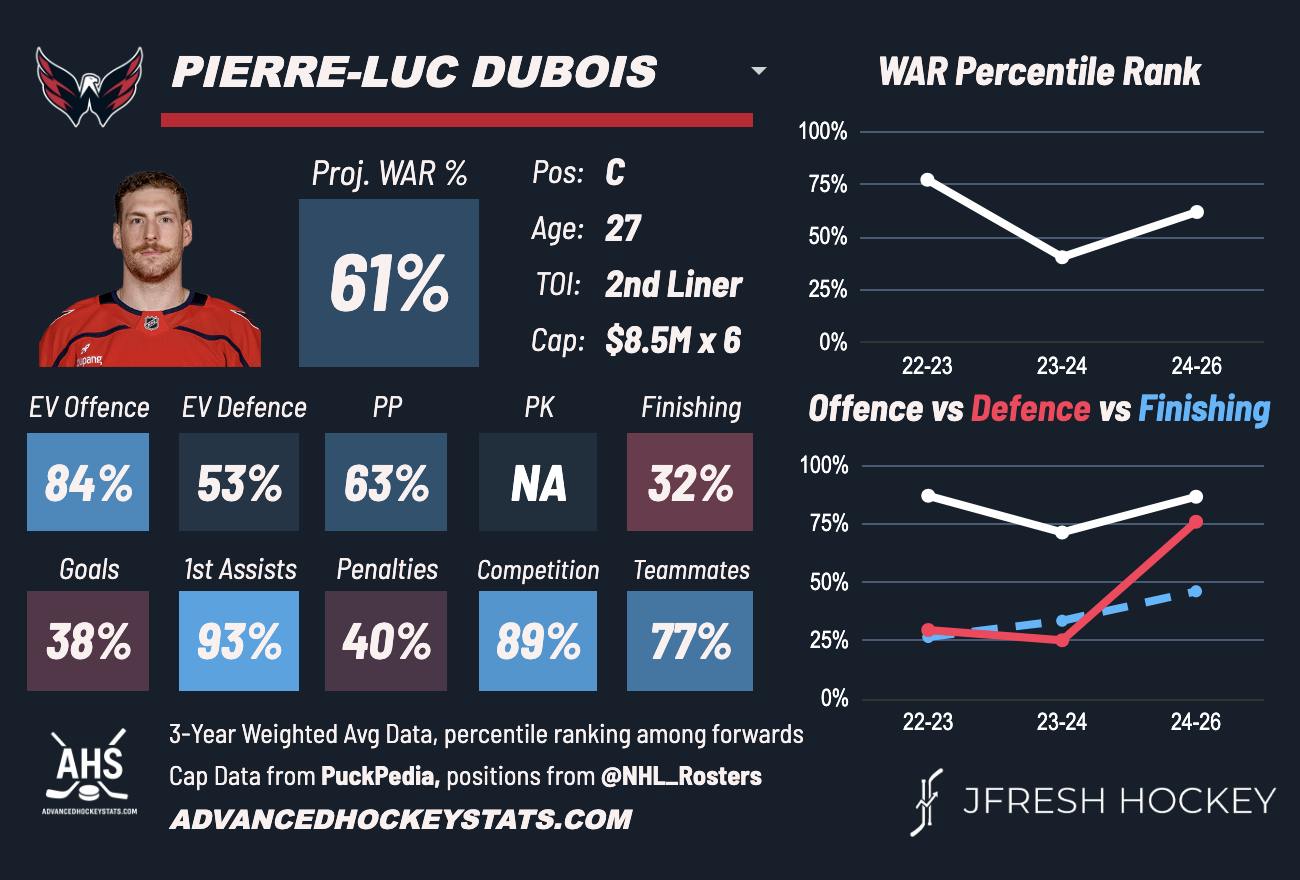 PIERRE-LUC DUBOIS
Proj. WAR %
61%
Pos: C
Age: 27
TOI: 2nd Liner
Cap: $8.5M x 6
EV Offence EV Defence PP PK Finishing
84% 53% 63% NA 32%
Goals 1st Assists Penalties Competition Teammates
38% 93% 40% 89% 77%
AHS
ADVANCEDHOCKEYSTATS.COM
3-Year Weighted Avg Data, percentile ranking among forwards
Cap Data from PuckPedia, positions from @NHL_Rosters
ADVANCEDHOCKEYSTATS.COM
WAR Percentile Rank
100%
75%
50%
25%
0%
22-23 23-24 24-26
Offence vs Defence vs Finishing
100%
75%
50%
25%
0%
22-23 23-24 24-26
JFRESH HOCKEY